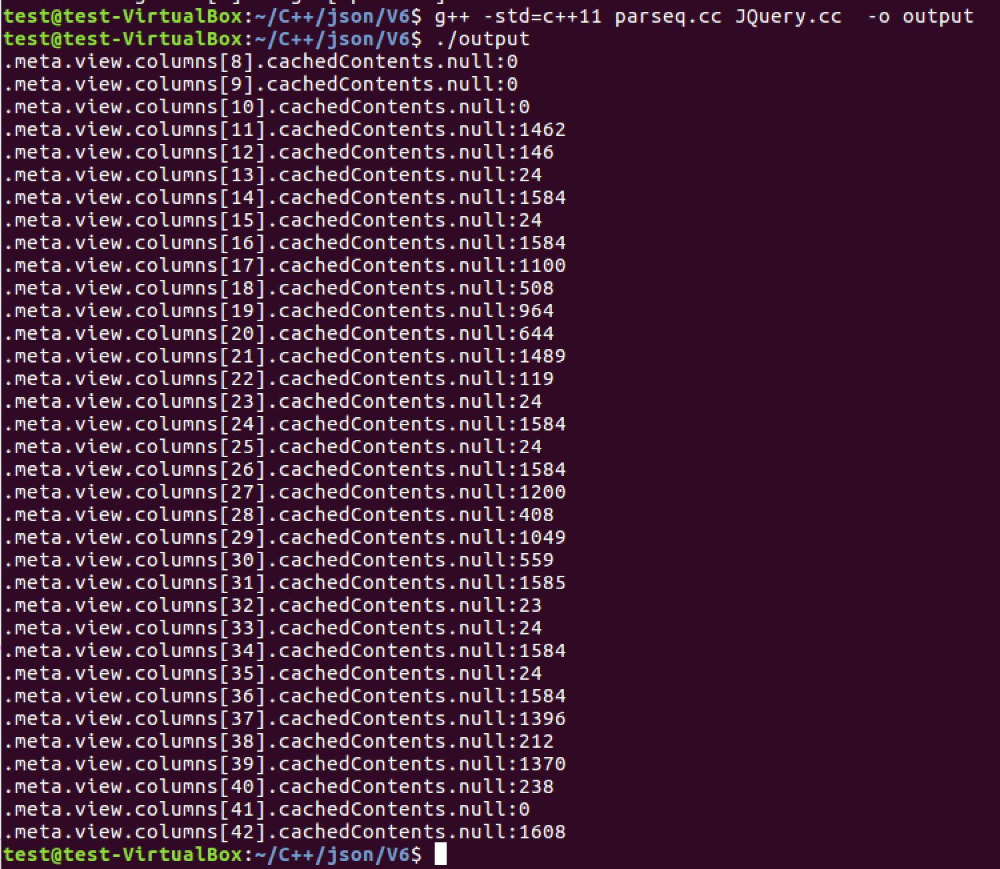 test@test-VirtualBox:~/C++/json/V6$ g++ -std=c++11 parseq.cc JQuery.cc  -o output
test@test-VirtualBox:~/C++/json/V6$ ./output
.meta.view.columns[8].cachedContents.null:0
.meta.view.columns[9].cachedContents.null:0
.meta.view.columns[10].cachedContents.null:0
.meta.view.columns[11].cachedContents.null:1462
.meta.view.columns[12].cachedContents.null:146
.meta.view.columns[13].cachedContents.null:24
.meta.view.columns[14].cachedContents.null:1584
.meta.view.columns[15].cachedContents.null:24
.meta.view.columns[16].cachedContents.null:1584
.meta.view.columns[17].cachedContents.null:1100
.meta.view.columns[18].cachedContents.null:508
.meta.view.columns[19].cachedContents.null:964
.meta.view.columns[20].cachedContents.null:644
.meta.view.columns[21].cachedContents.null:1489
.meta.view.columns[22].cachedContents.null:119
.meta.view.columns[23].cachedContents.null:24
.meta.view.columns[24].cachedContents.null:1584
.meta.view.columns[25].cachedContents.null:24
.meta.view.columns[26].cachedContents.null:1584
.meta.view.columns[27].cachedContents.null:1200
.meta.view.columns[28].cachedContents.null:408
.meta.view.columns[29].cachedContents.null:1049
.meta.view.columns[30].cachedContents.null:559
.meta.view.columns[31].cachedContents.null:1585
.meta.view.columns[32].cachedContents.null:23
.meta.view.columns[33].cachedContents.null:24
.meta.view.columns[34].cachedContents.null:1584
.meta.view.columns[35].cachedContents.null:24
.meta.view.columns[36].cachedContents.null:1584
.meta.view.columns[37].cachedContents.null:1396
.meta.view.columns[38].cachedContents.null:212
.meta.view.columns[39].cachedContents.null:1370
.meta.view.columns[40].cachedContents.null:238
.meta.view.columns[41].cachedContents.null:0
.meta.view.columns[42].cachedContents.null:1608
test@test-VirtualBox:~/C++/json/V6$